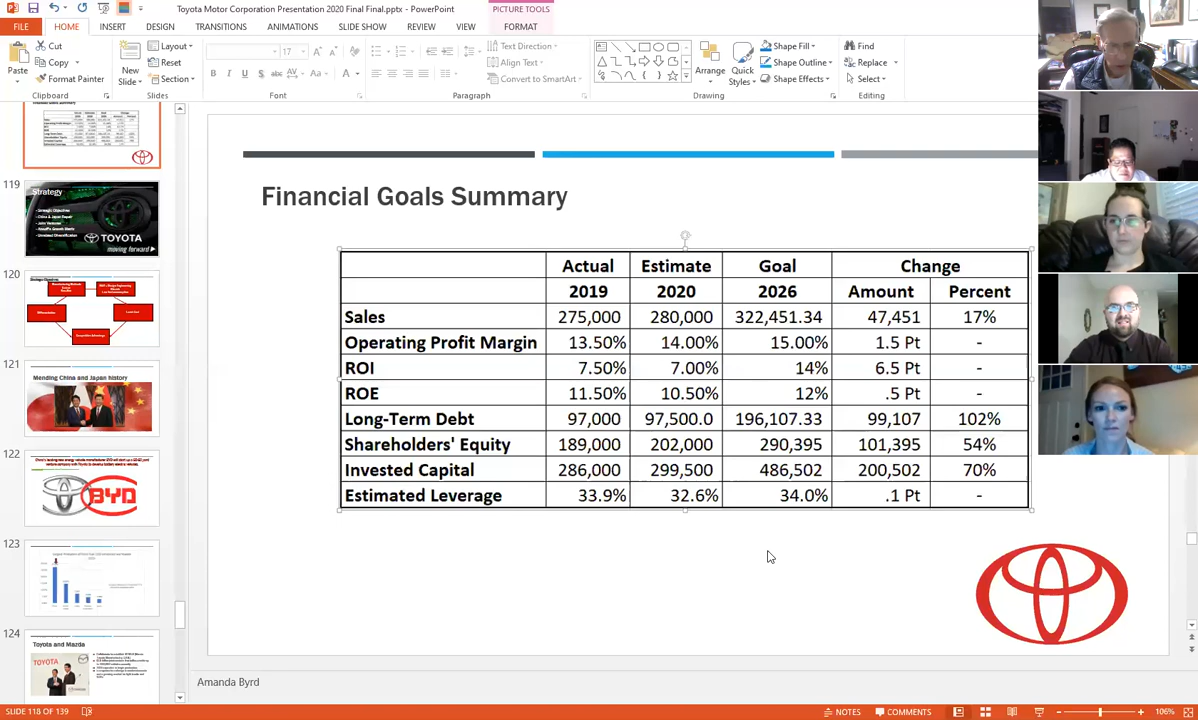 Toyota Motor Corporation Presentation 2020 Final Final.pptx - PowerPoint
PICTURE TOOLS
FILE HOME INSERT DESIGN TRANSITIONS ANIMATIONS SLIDE SHOW REVIEW VIEW FORMAT
Paste
Cut
Copy
Format Painter
Clipboard
New Slide
Layout
Reset
Section
Slides
17
Font
Text Direction
Align Text
Convert to SmartArt
Paragraph
Arrange
Quick Styles
Shape Fill
Shape Outline
Shape Effects
Drawing
Find
Replace
Select
Editing
119
Strategy
TOYOTA
moving forward
120
121
Mending China and Japan history
122
BYD
123
124
Toyota and Mazda
TOYOTA
Financial Goals Summary
Actual Estimate Goal Change
2019 2020 2026 Amount Percent
Sales 275,000 280,000 322,451.34 47,451 17%
Operating Profit Margin 13.50% 14.00% 15.00% 1.5 Pt -
ROI 7.50% 7.00% 14% 6.5 Pt -
ROE 11.50% 10.50% 12% .5 Pt -
Long-Term Debt 97,000 97,500.0 196,107.33 99,107 102%
Shareholders' Equity 189,000 202,000 290,395 101,395 54%
Invested Capital 286,000 299,500 486,502 200,502 70%
Estimated Leverage 33.9% 32.6% 34.0% .1 Pt -
Amanda Byrd
SLIDE 118 OF 139
NOTES
COMMENTS
106%